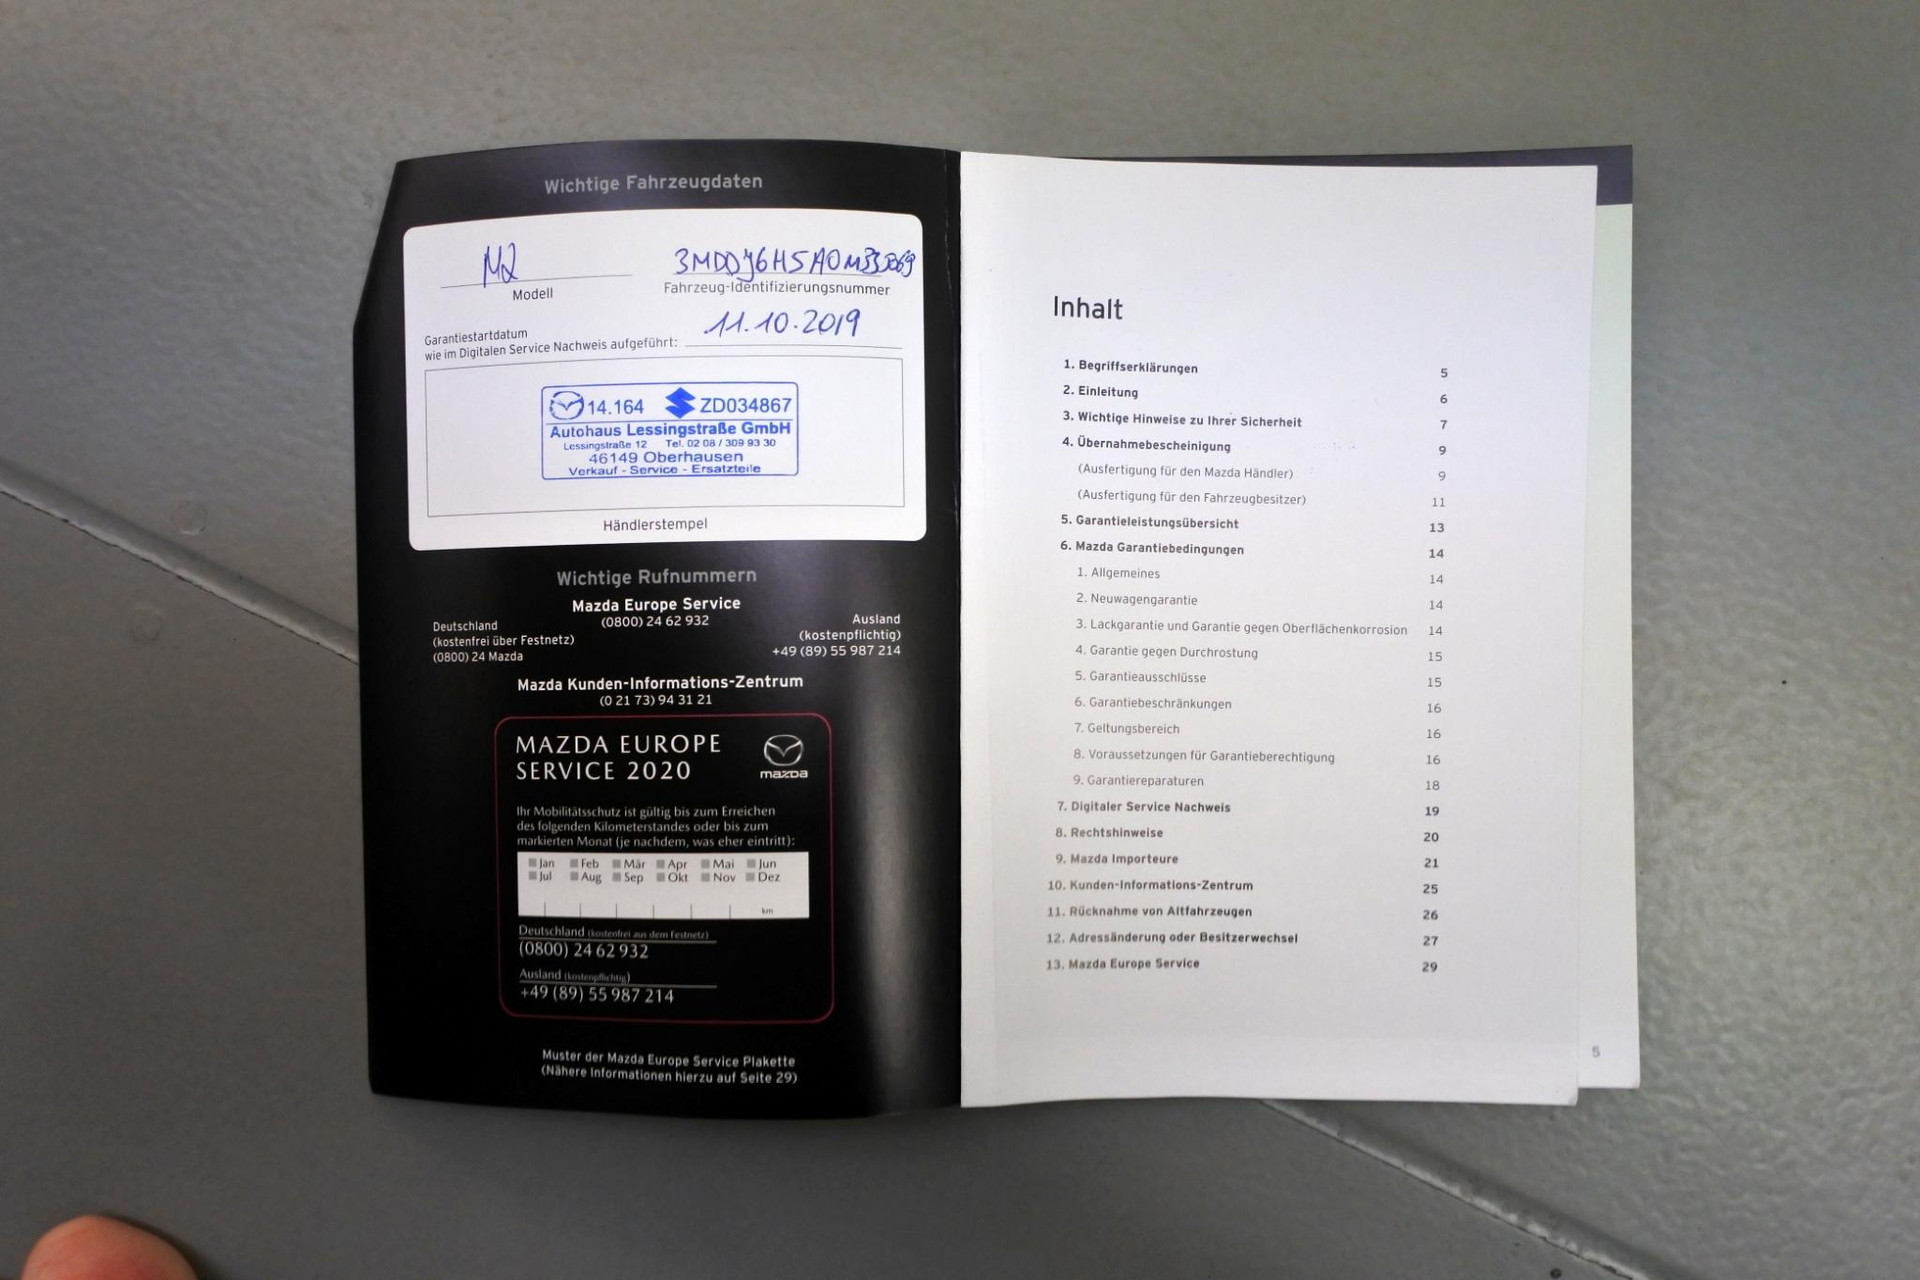 Wichtige Fahrzeugdaten
M2
Modell
Fahrzeug-Identifizierungsnummer
Garantiestartdatum
wie im Digitalen Service Nachweis aufgeführt: 11.10.2019
14.164 ZD034867
Autohaus Lessingstraße GmbH
Lessingstraße 12 Tel. 02 08 / 309 93 30
46149 Oberhausen
Verkauf - Service - Ersatzteile
Händlerstempel
Wichtige Rufnummern
Mazda Europe Service
(0800) 24 62 932
Deutschland
(kostenfrei über Festnetz)
(0800) 24 Mazda
Ausland
(kostenpflichtig)
+49 (89) 55 987 214
Mazda Kunden-Informations-Zentrum
(0 21 73) 94 31 21
MAZDA EUROPE
SERVICE 2020
mazda
Ihr Mobilitätsschutz ist gültig bis zum Erreichen
des folgenden Kilometerstandes oder bis zum
markierten Monat (je nachdem, was eher eintritt):
Jan Feb Mär Apr Mai Jun
Jul Aug Sep Okt Nov Dez
km
Deutschland (kostenfrei aus dem Festnetz)
(0800) 24 62 932
Ausland (kostenpflichtig)
+49 (89) 55 987 214
Muster der Mazda Europe Service Plakette
(Nähere Informationen hierzu auf Seite 29)
Inhalt
1. Begriffserklärungen 5
2. Einleitung 6
3. Wichtige Hinweise zu Ihrer Sicherheit 7
4. Übernahmebescheinigung 9
(Ausfertigung für den Mazda Händler) 9
(Ausfertigung für den Fahrzeugbesitzer) 11
5. Garantieleistungsübersicht 13
6. Mazda Garantiebedingungen 14
1. Allgemeines 14
2. Neuwagengarantie 14
3. Lackgarantie und Garantie gegen Oberflächenkorrosion 14
4. Garantie gegen Durchrostung 15
5. Garantieausschlüsse 15
6. Garantiebeschränkungen 16
7. Geltungsbereich 16
8. Voraussetzungen für Garantieberechtigung 16
9. Garantiereparaturen 18
7. Digitaler Service Nachweis 19
8. Rechtshinweise 20
9. Mazda Importeure 21
10. Kunden-Informations-Zentrum 25
11. Rücknahme von Altfahrzeugen 26
12. Adressänderung oder Besitzerwechsel 27
13. Mazda Europe Service 29
5